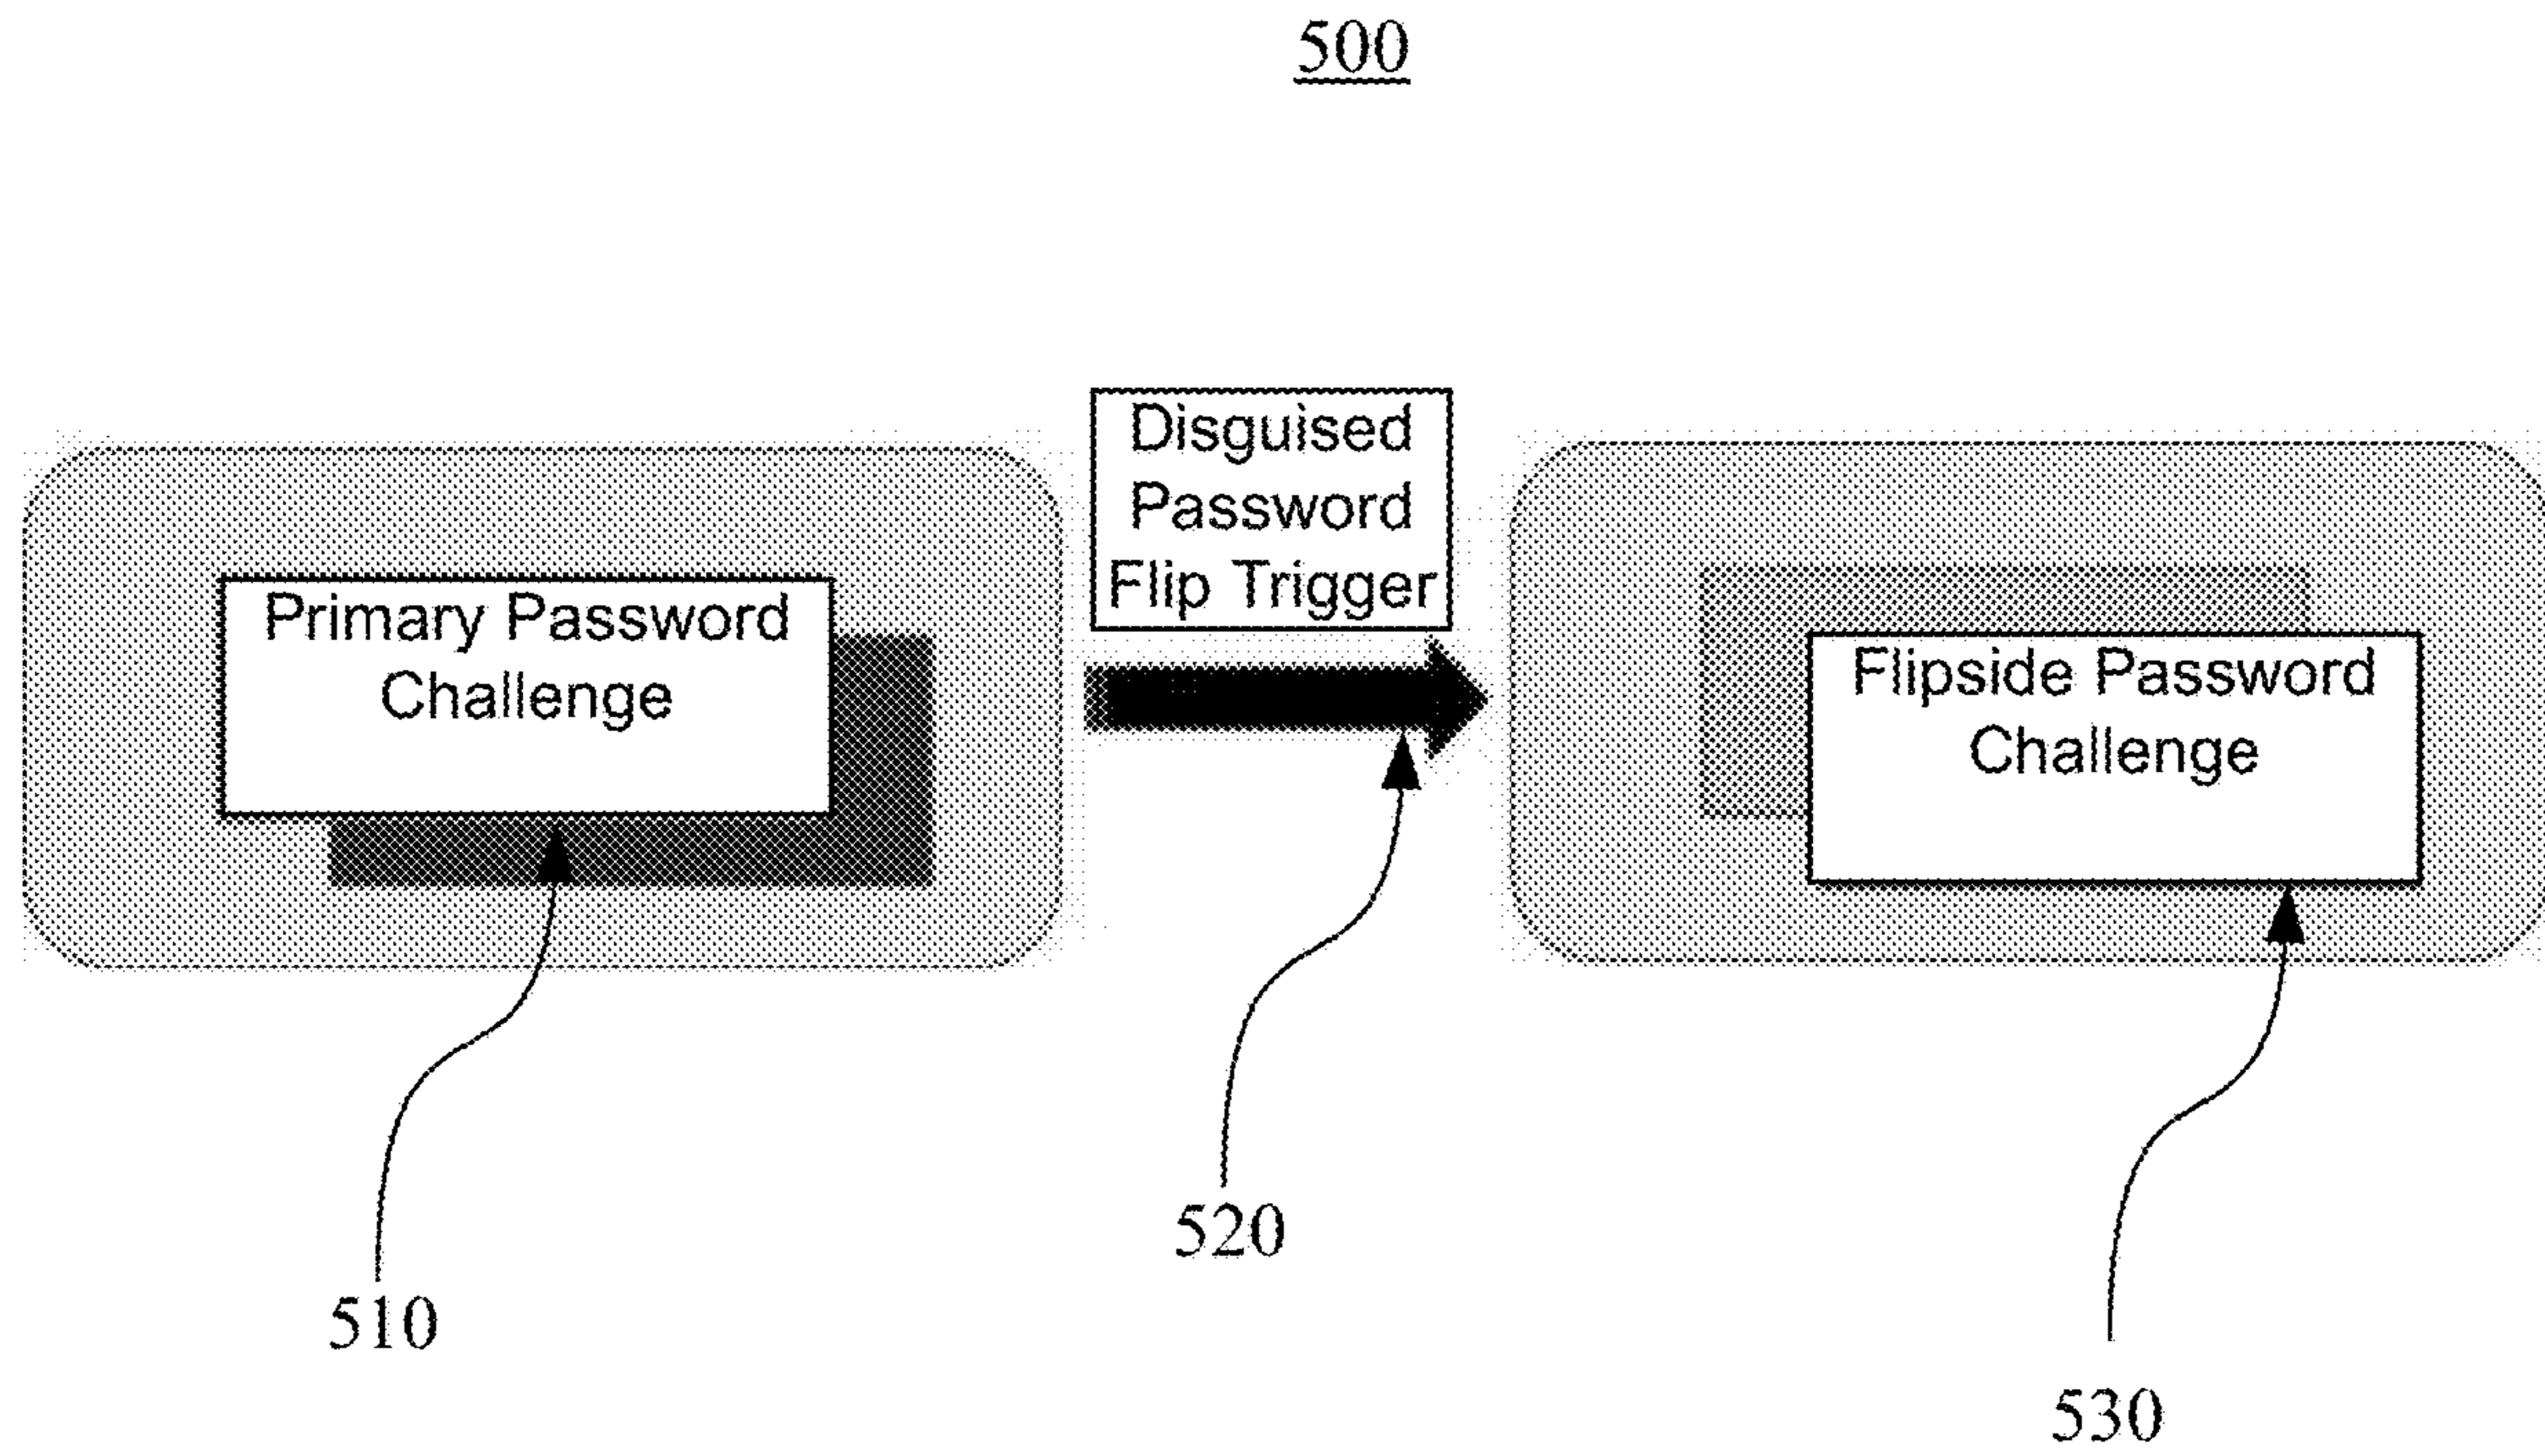 500
Disguised
Password
Flip Trigger
Primary Password
Challenge
Flipside Password
Challenge
520
510
530